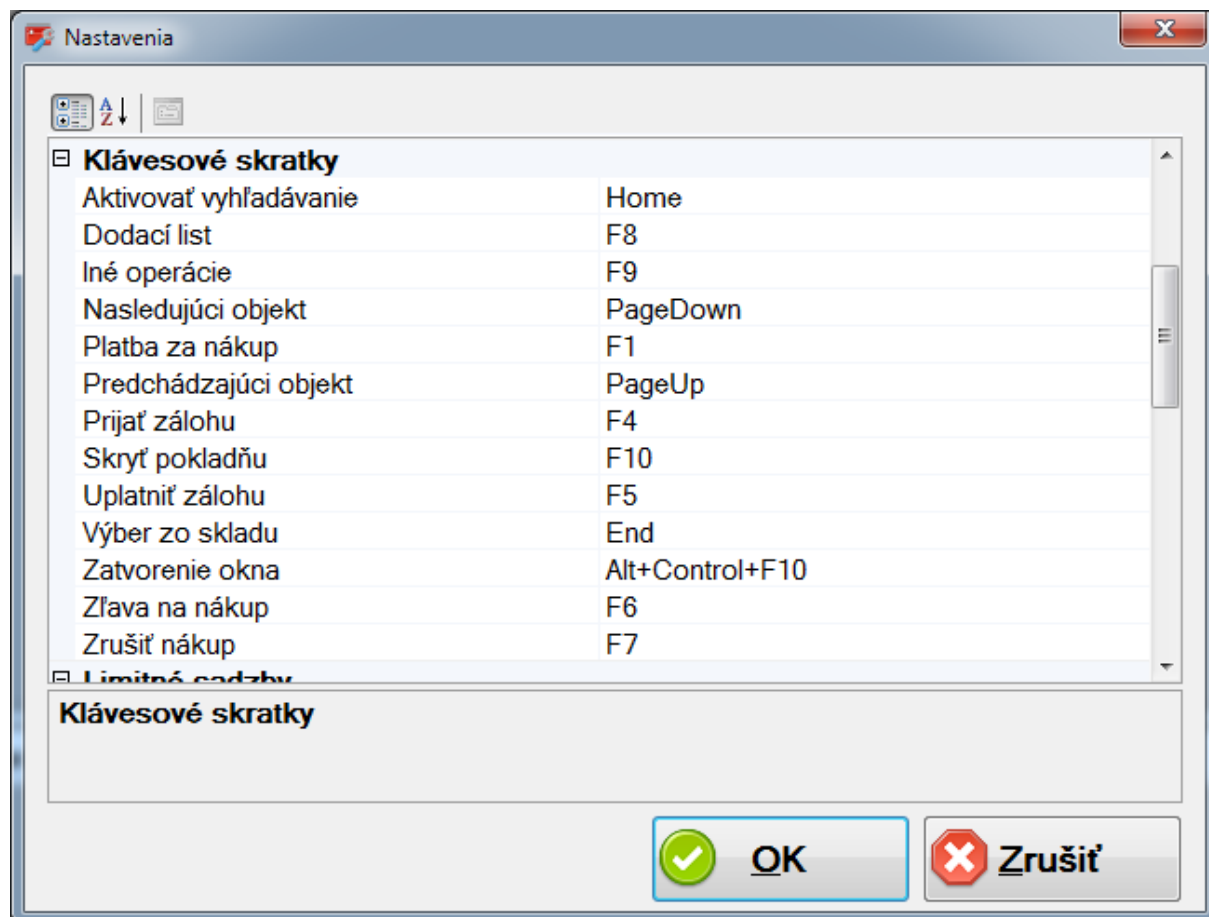 Nastavenia
Klávesové skratky
Aktivovať vyhľadávanie Home
Dodací list F8
Iné operácie F9
Nasledujúci objekt PageDown
Platba za nákup F1
Predchádzajúci objekt PageUp
Prijať zálohu F4
Skryť pokladňu F10
Uplatniť zálohu F5
Výber zo skladu End
Zatvorenie okna Alt+Control+F10
Zľava na nákup F6
Zrušiť nákup F7
Limitné sadzby
Klávesové skratky
OK Zrušiť